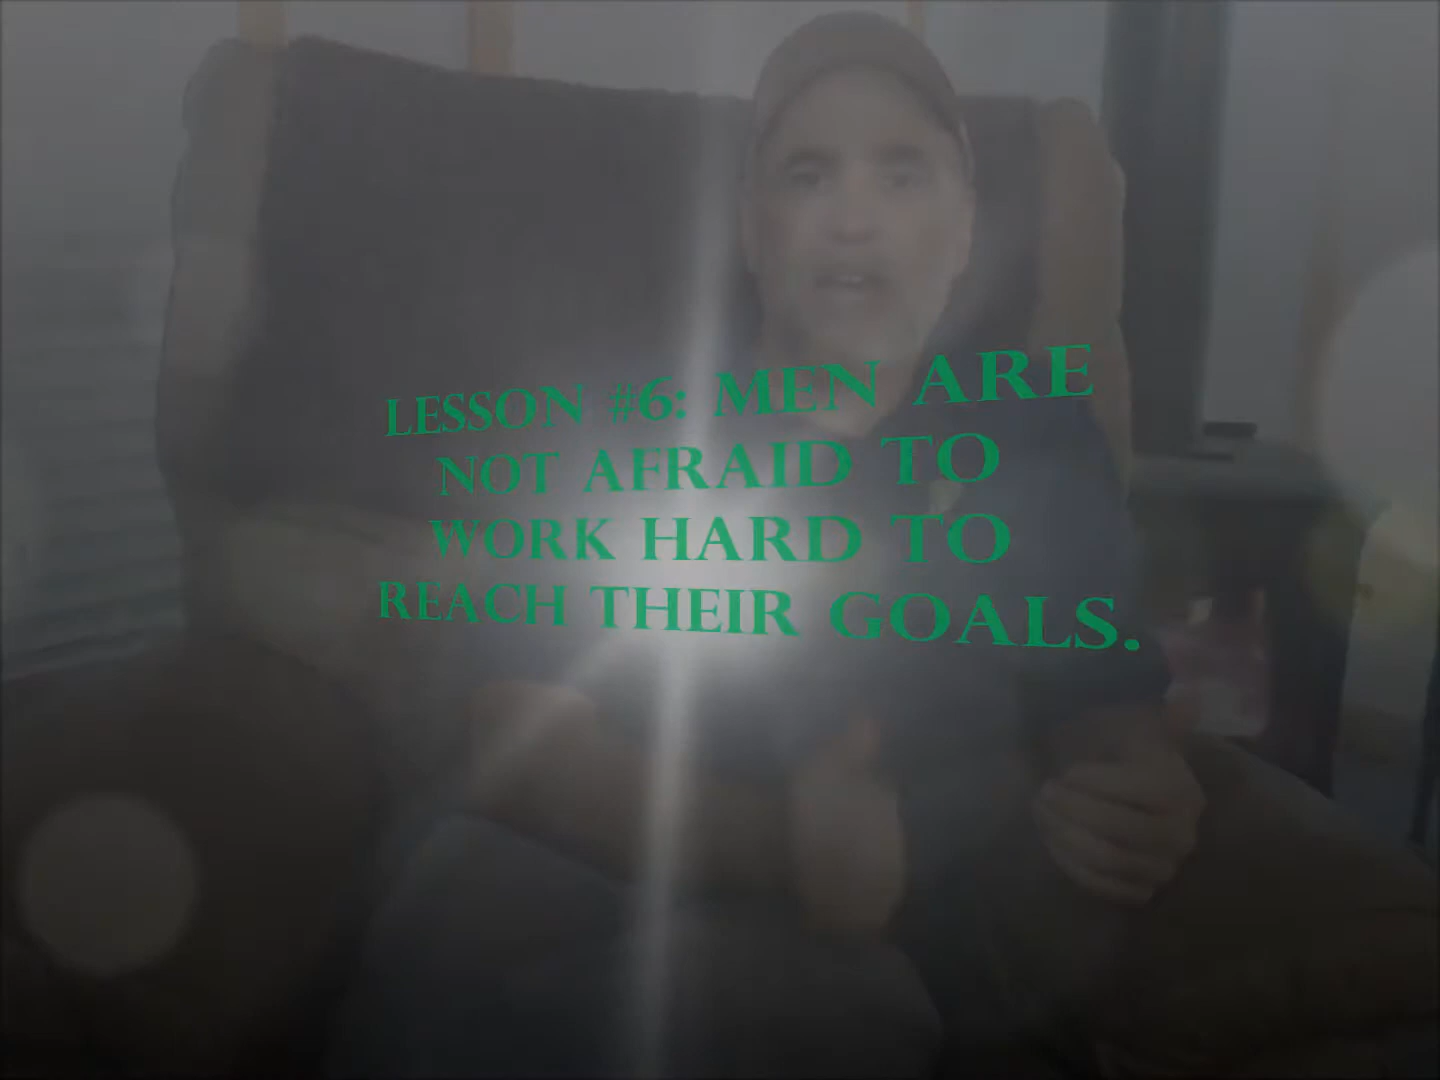 LESSON #6: MEN ARE
NOT AFRAID TO
WORK HARD TO
REACH THEIR GOALS.